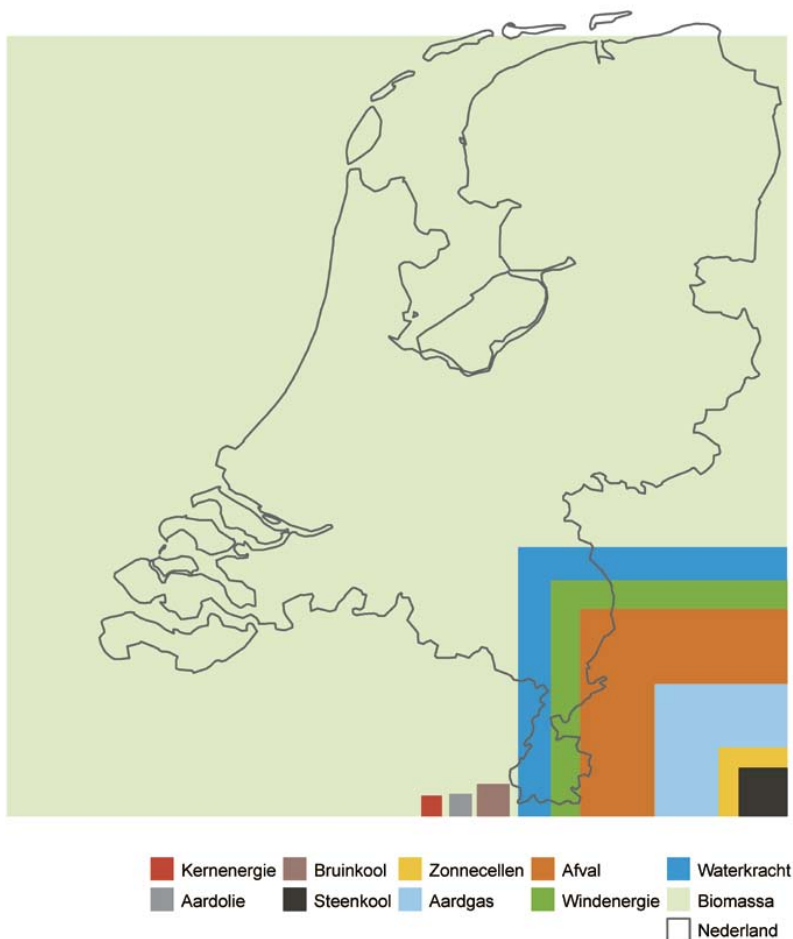 Kernenergie Bruinkool Zonnecellen Afval Waterkracht
Aardolie Steenkool Aardgas Windenergie Biomassa
Nederland